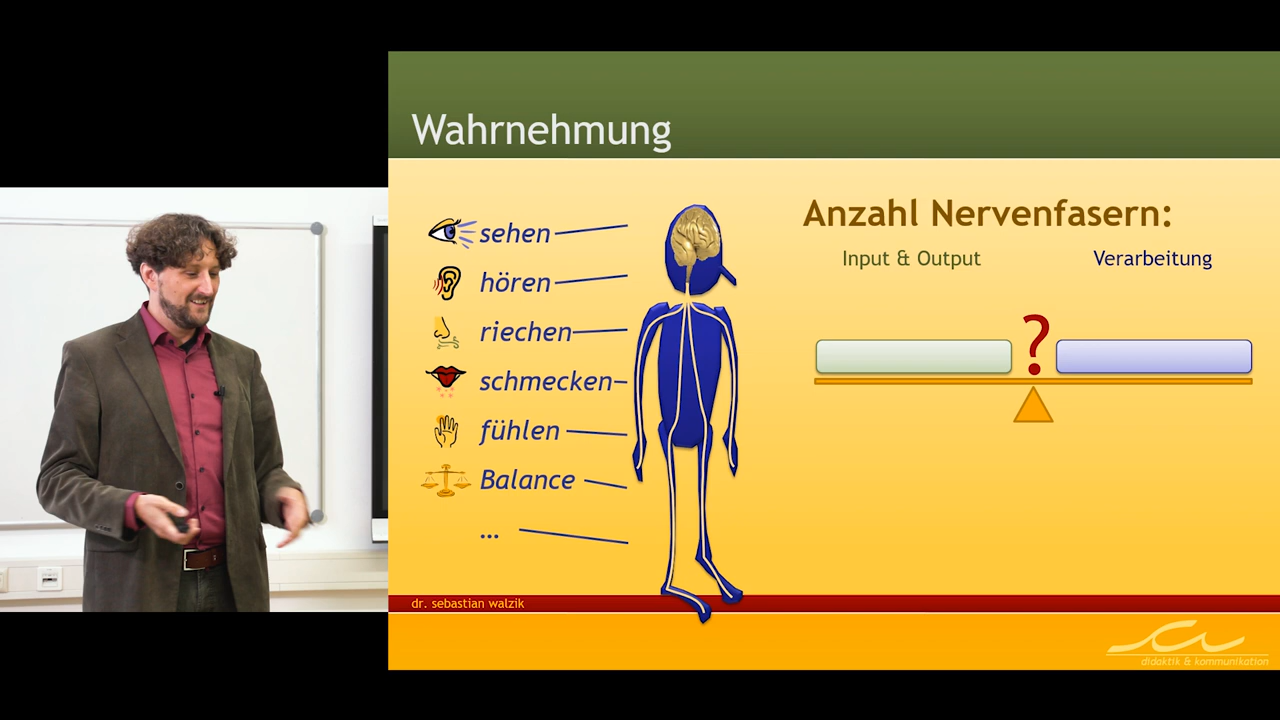 Wahrnehmung
sehen
hören
riechen
schmecken
fühlen
Balance
...
Anzahl Nervenfasern:
Input & Output
Verarbeitung
?
dr. sebastian walzik
didaktik & kommunikation